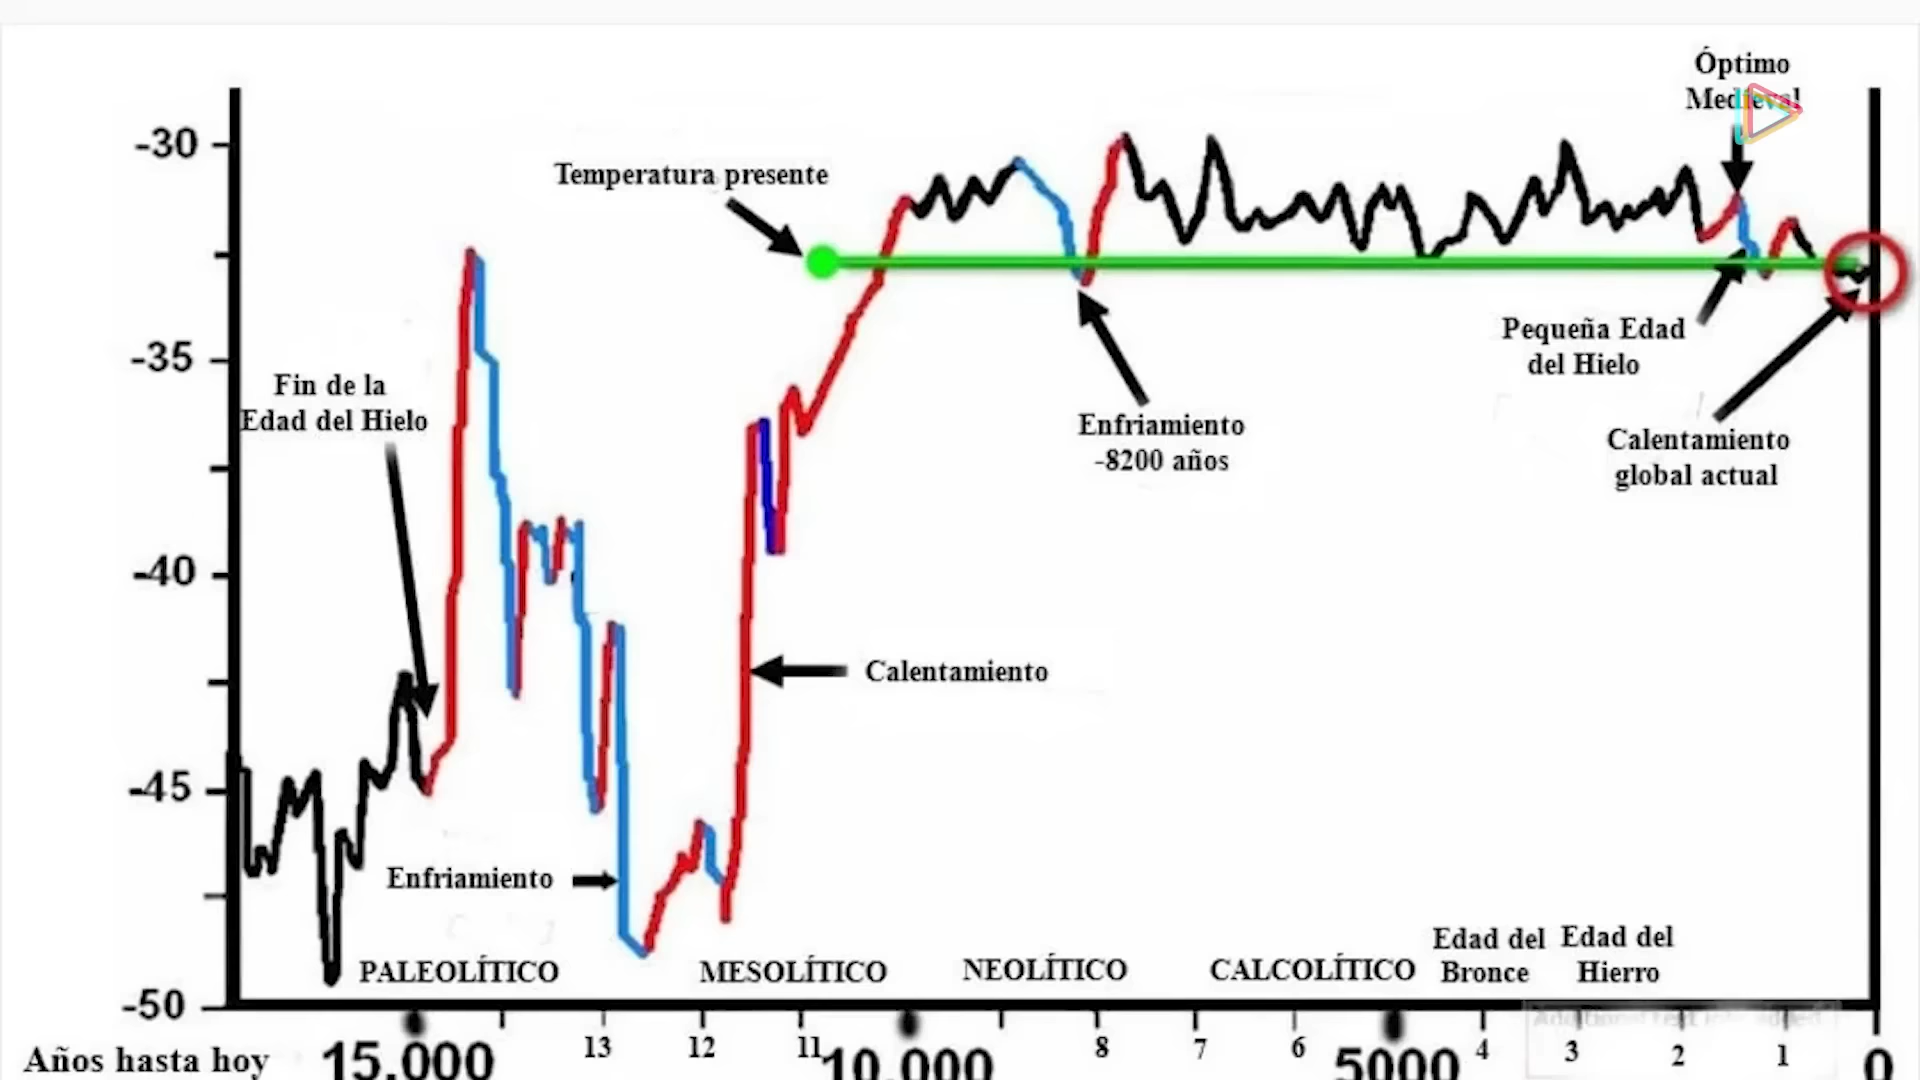 Óptimo
Medieval
-30
Temperatura presente
-35
Fin de la
Edad del Hielo
Pequeña Edad
del Hielo
Enfriamiento
-8200 años
Calentamiento
global actual
-40
Calentamiento
-45
Enfriamiento
PALEOLÍTICO
MESOLÍTICO
NEOLÍTICO
CALCOLÍTICO
Edad del
Bronce
Edad del
Hierro
-50
Años hasta hoy
15.000
13
12
11
10.000
8
7
6
5000
4
3
2
1
0